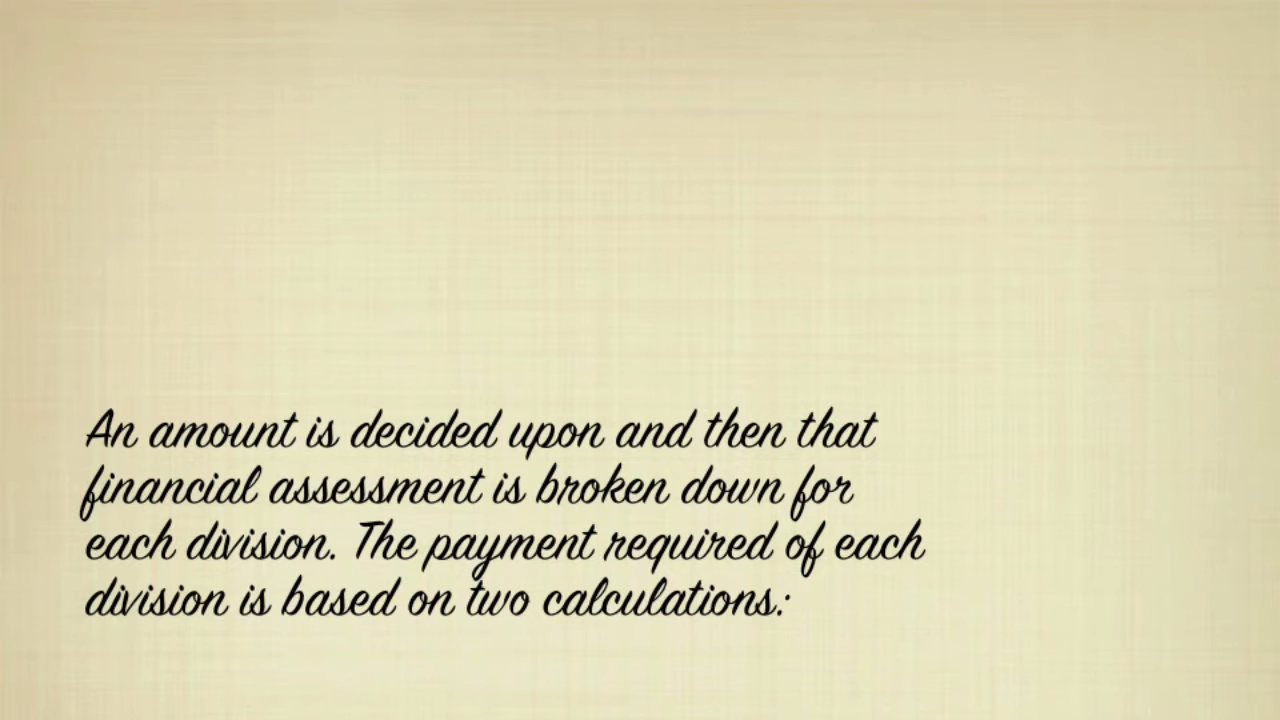 An amount is decided upon and then that
financial assessment is broken down for
each division. The payment required of each
division is based on two calculations: